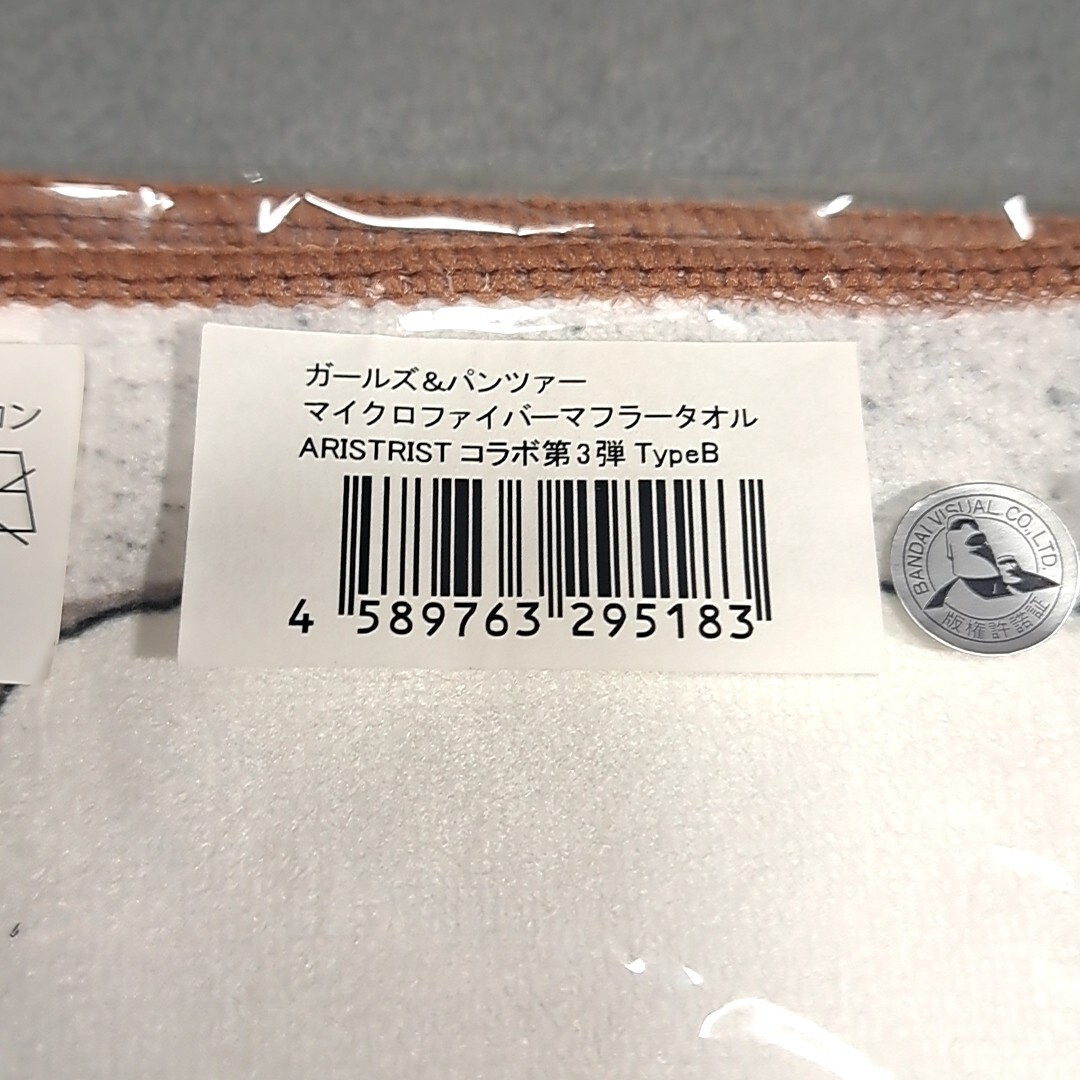 ガールズ&パンツァー
マイクロファイバーマフラータオル
ARISTRIST コラボ第3弾 TypeB
4 589763 295183
BANDAI VISUAL CO.,LTD.
版権許諾証